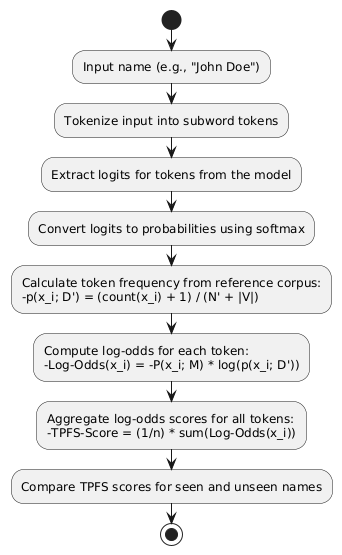 Input name (e.g., "John Doe")
Tokenize input into subword tokens
Extract logits for tokens from the model
Convert logits to probabilities using softmax
Calculate token frequency from reference corpus:
-p(x_i; D') = (count(x_i) + 1) / (N' + |V|)
Compute log-odds for each token:
-Log-Odds(x_i) = -P(x_i; M) * log(p(x_i; D'))
Aggregate log-odds scores for all tokens:
-TPFS-Score = (1/n) * sum(Log-Odds(x_i))
Compare TPFS scores for seen and unseen names